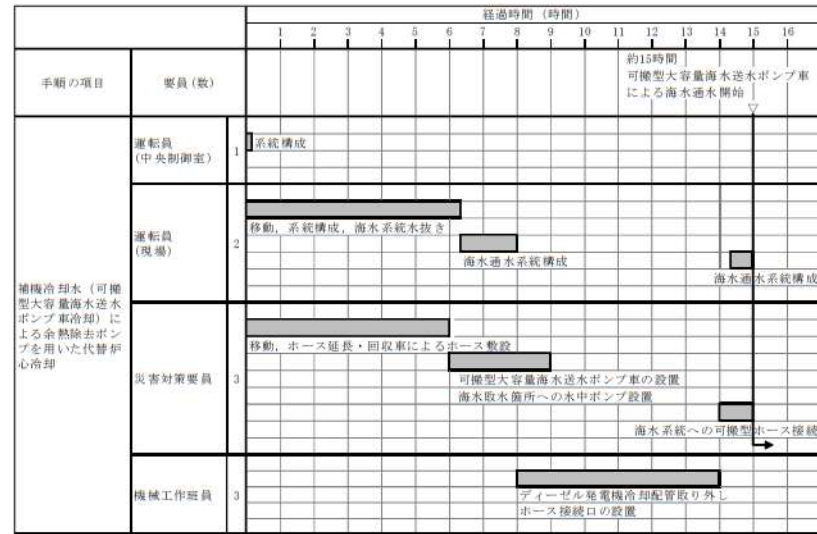 経過時間（時間）
1 2 3 4 5 6 7 8 9 10 11 12 13 14 15 16
手順の項目
要員(数)
約15時間
可搬型大容量海水送水ポンプ車
による海水通水開始
▽
補機冷却水（可搬
型大容量海水送水
ポンプ車冷却）に
よる余熱除去ポン
プを用いた代替炉
心冷却
運転員
(中央制御室)
1
系統構成
運転員
(現場)
2
移動，系統構成，海水系統水抜き
海水通水系統構成
海水通水系統構成
災害対策要員
3
移動，ホース延長・回収車によるホース敷設
可搬型大容量海水送水ポンプ車の設置
海水取水箇所への水中ポンプ設置
海水系統への可搬型ホース接続
機械工作班員
3
ディーゼル発電機冷却配管取り外し
ホース接続口の設置